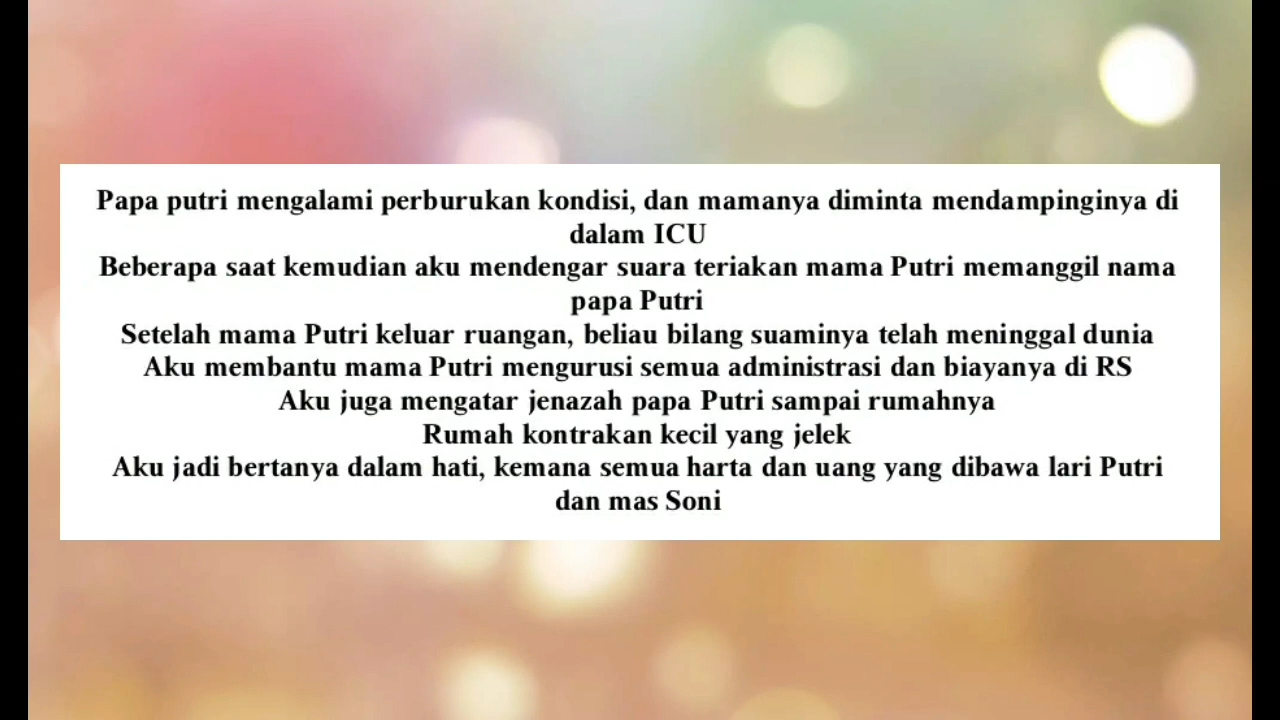 Papa putri mengalami perburukan kondisi, dan mamanya diminta mendampinginya di
dalam ICU
Beberapa saat kemudian aku mendengar suara teriakan mama Putri memanggil nama
papa Putri
Setelah mama Putri keluar ruangan, beliau bilang suaminya telah meninggal dunia
Aku membantu mama Putri mengurusi semua administrasi dan biayanya di RS
Aku juga mengatar jenazah papa Putri sampai rumahnya
Rumah kontrakan kecil yang jelek
Aku jadi bertanya dalam hati, kemana semua harta dan uang yang dibawa lari Putri
dan mas Soni